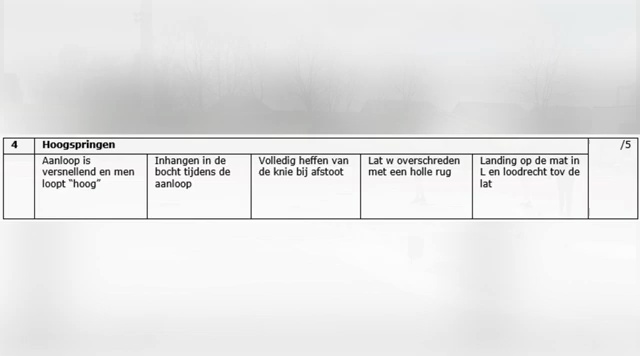 4 Hoogspringen /5
Aanloop is
versnellend en men
loopt "hoog"
Inhangen in de
bocht tijdens de
aanloop
Volledig heffen van
de knie bij afstoot
Lat w overschreden
met een holle rug
Landing op de mat in
L en loodrecht tov de
lat